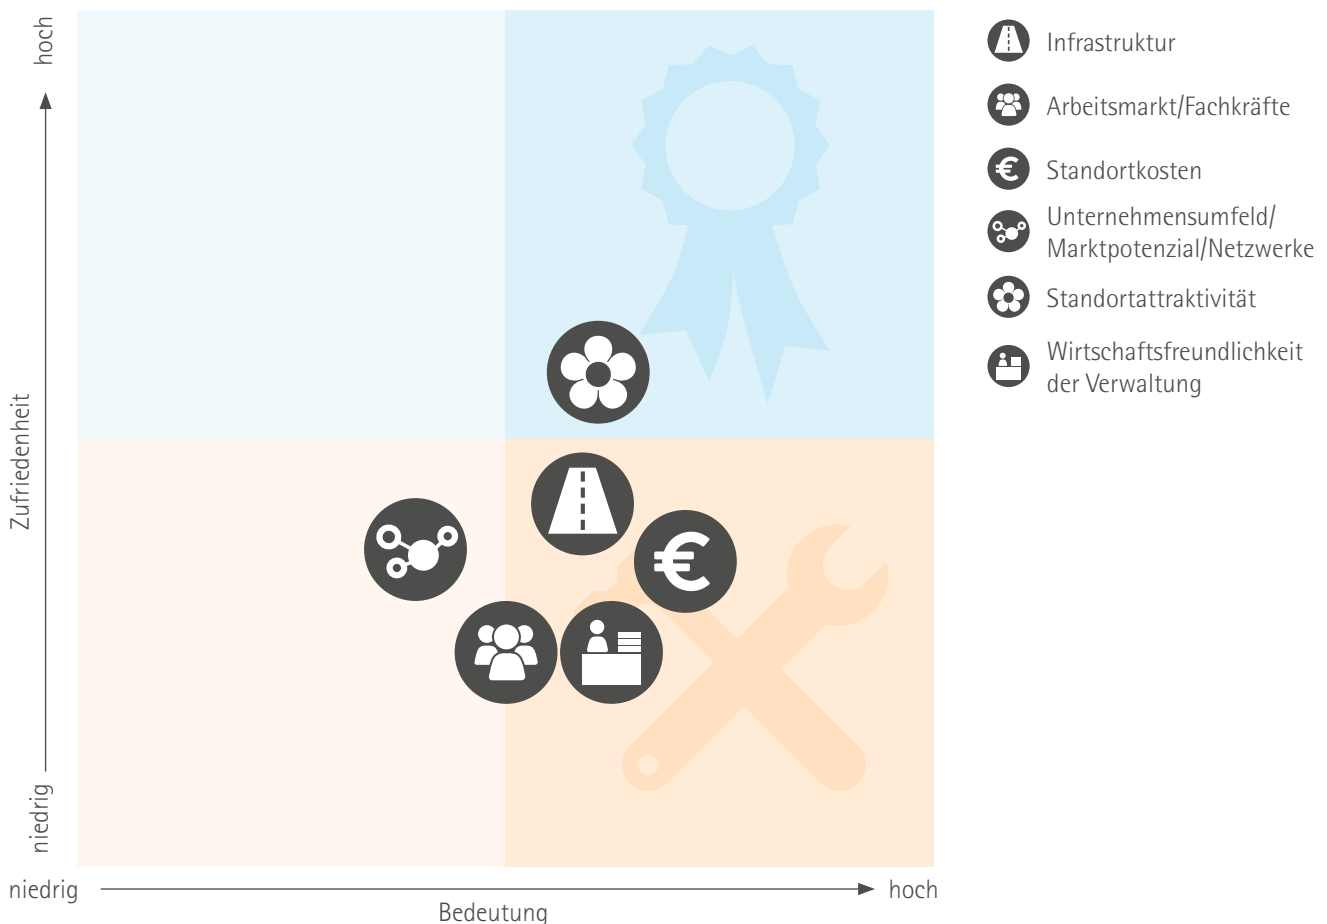 hoch
Zufriedenheit
niedrig
niedrig
hoch
Bedeutung
Infrastruktur
Arbeitsmarkt/Fachkräfte
€
Standortkosten
Unternehmensumfeld/
Marktpotenzial/Netzwerke
Standortattraktivität
Wirtschaftsfreundlichkeit
der Verwaltung
€